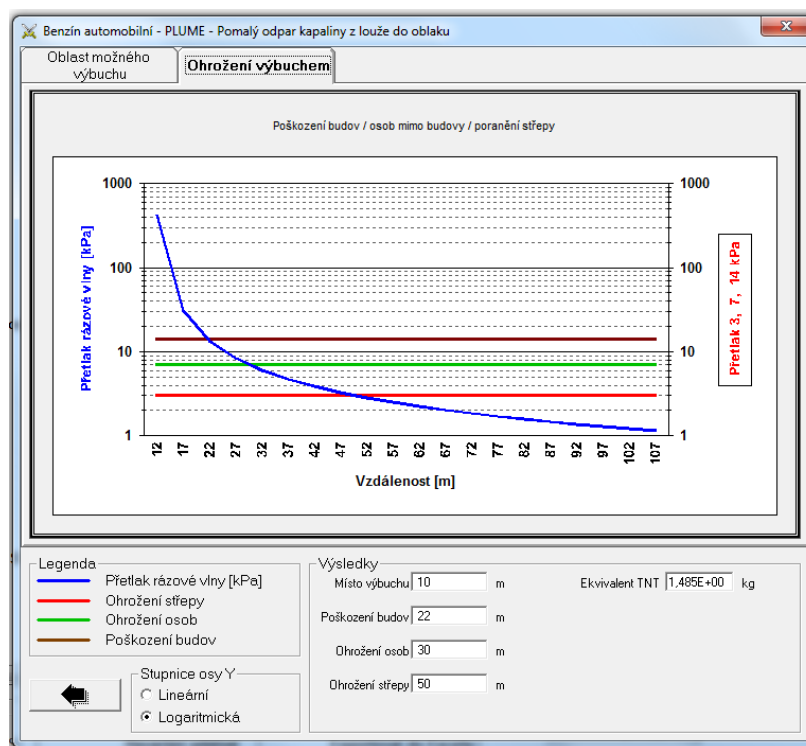 Benzín automobilní - PLUME - Pomalý odpar kapaliny z louže do oblaku
Oblast možného
výbuchu
Ohrožení výbuchem
Poškození budov / osob mimo budovy / poranění střepy
Přetlak rázové vlny [kPa]
1000
100
10
1
1000
100
10
1
Přetlak 3, 7, 14 kPa
12 17 22 27 32 37 42 47 52 57 62 67 72 77 82 87 92 97 102 107
Vzdálenost [m]
Legenda
Přetlak rázové vlny [kPa]
Ohrožení střepy
Ohrožení osob
Poškození budov
Stupnice osy Y
Lineární
Logaritmická
Výsledky
Místo výbuchu 10 m
Ekvivalent TNT 1,485E+00 kg
Poškození budov 22 m
Ohrožení osob 30 m
Ohrožení střepy 50 m